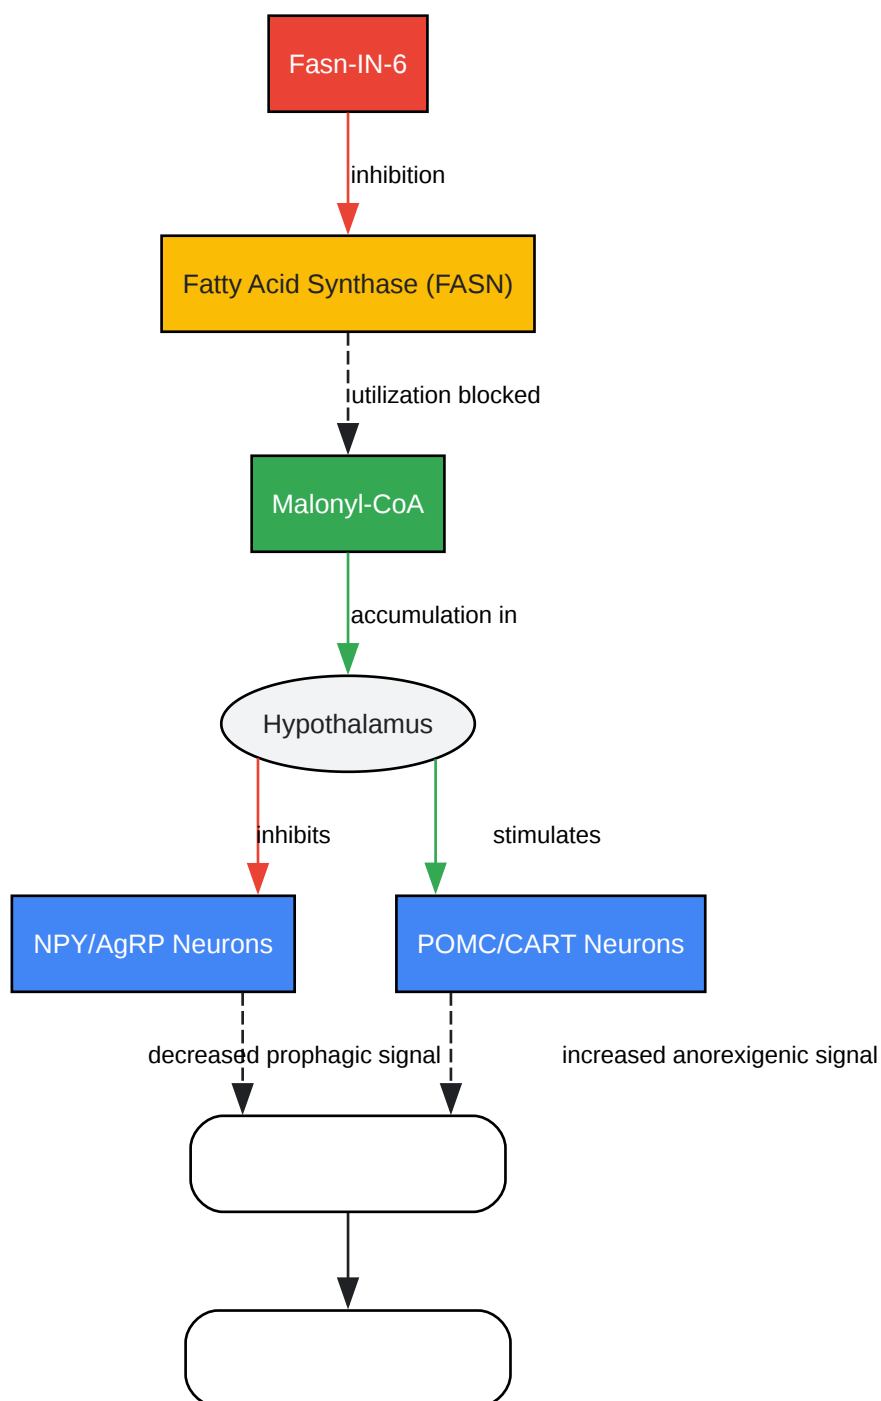 Fasn-IN-6
inhibition
Fatty Acid Synthase (FASN)
utilization blocked
Malonyl-CoA
accumulation in
Hypothalamus
inhibits
stimulates
NPY/AgRP Neurons
POMC/CART Neurons
decreased prophagic signal
increased anorexigenic signal